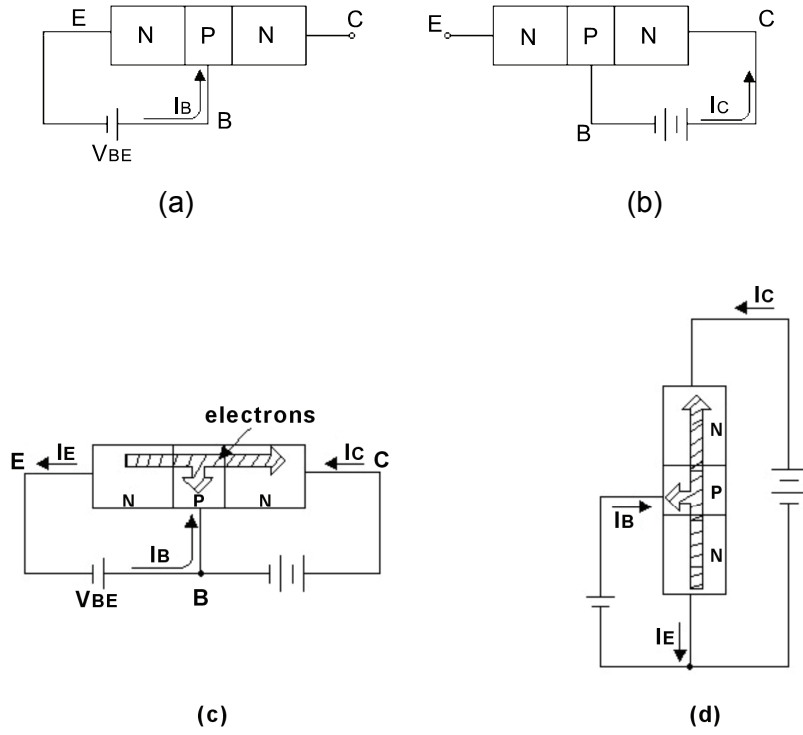 E N P N C
IB
B
VBE
(a)
E N P N C
B
IC
(b)
electrons
E IE IC C
N P N
IB
VBE B
(c)
IC
N
P
IB
N
IE
(d)